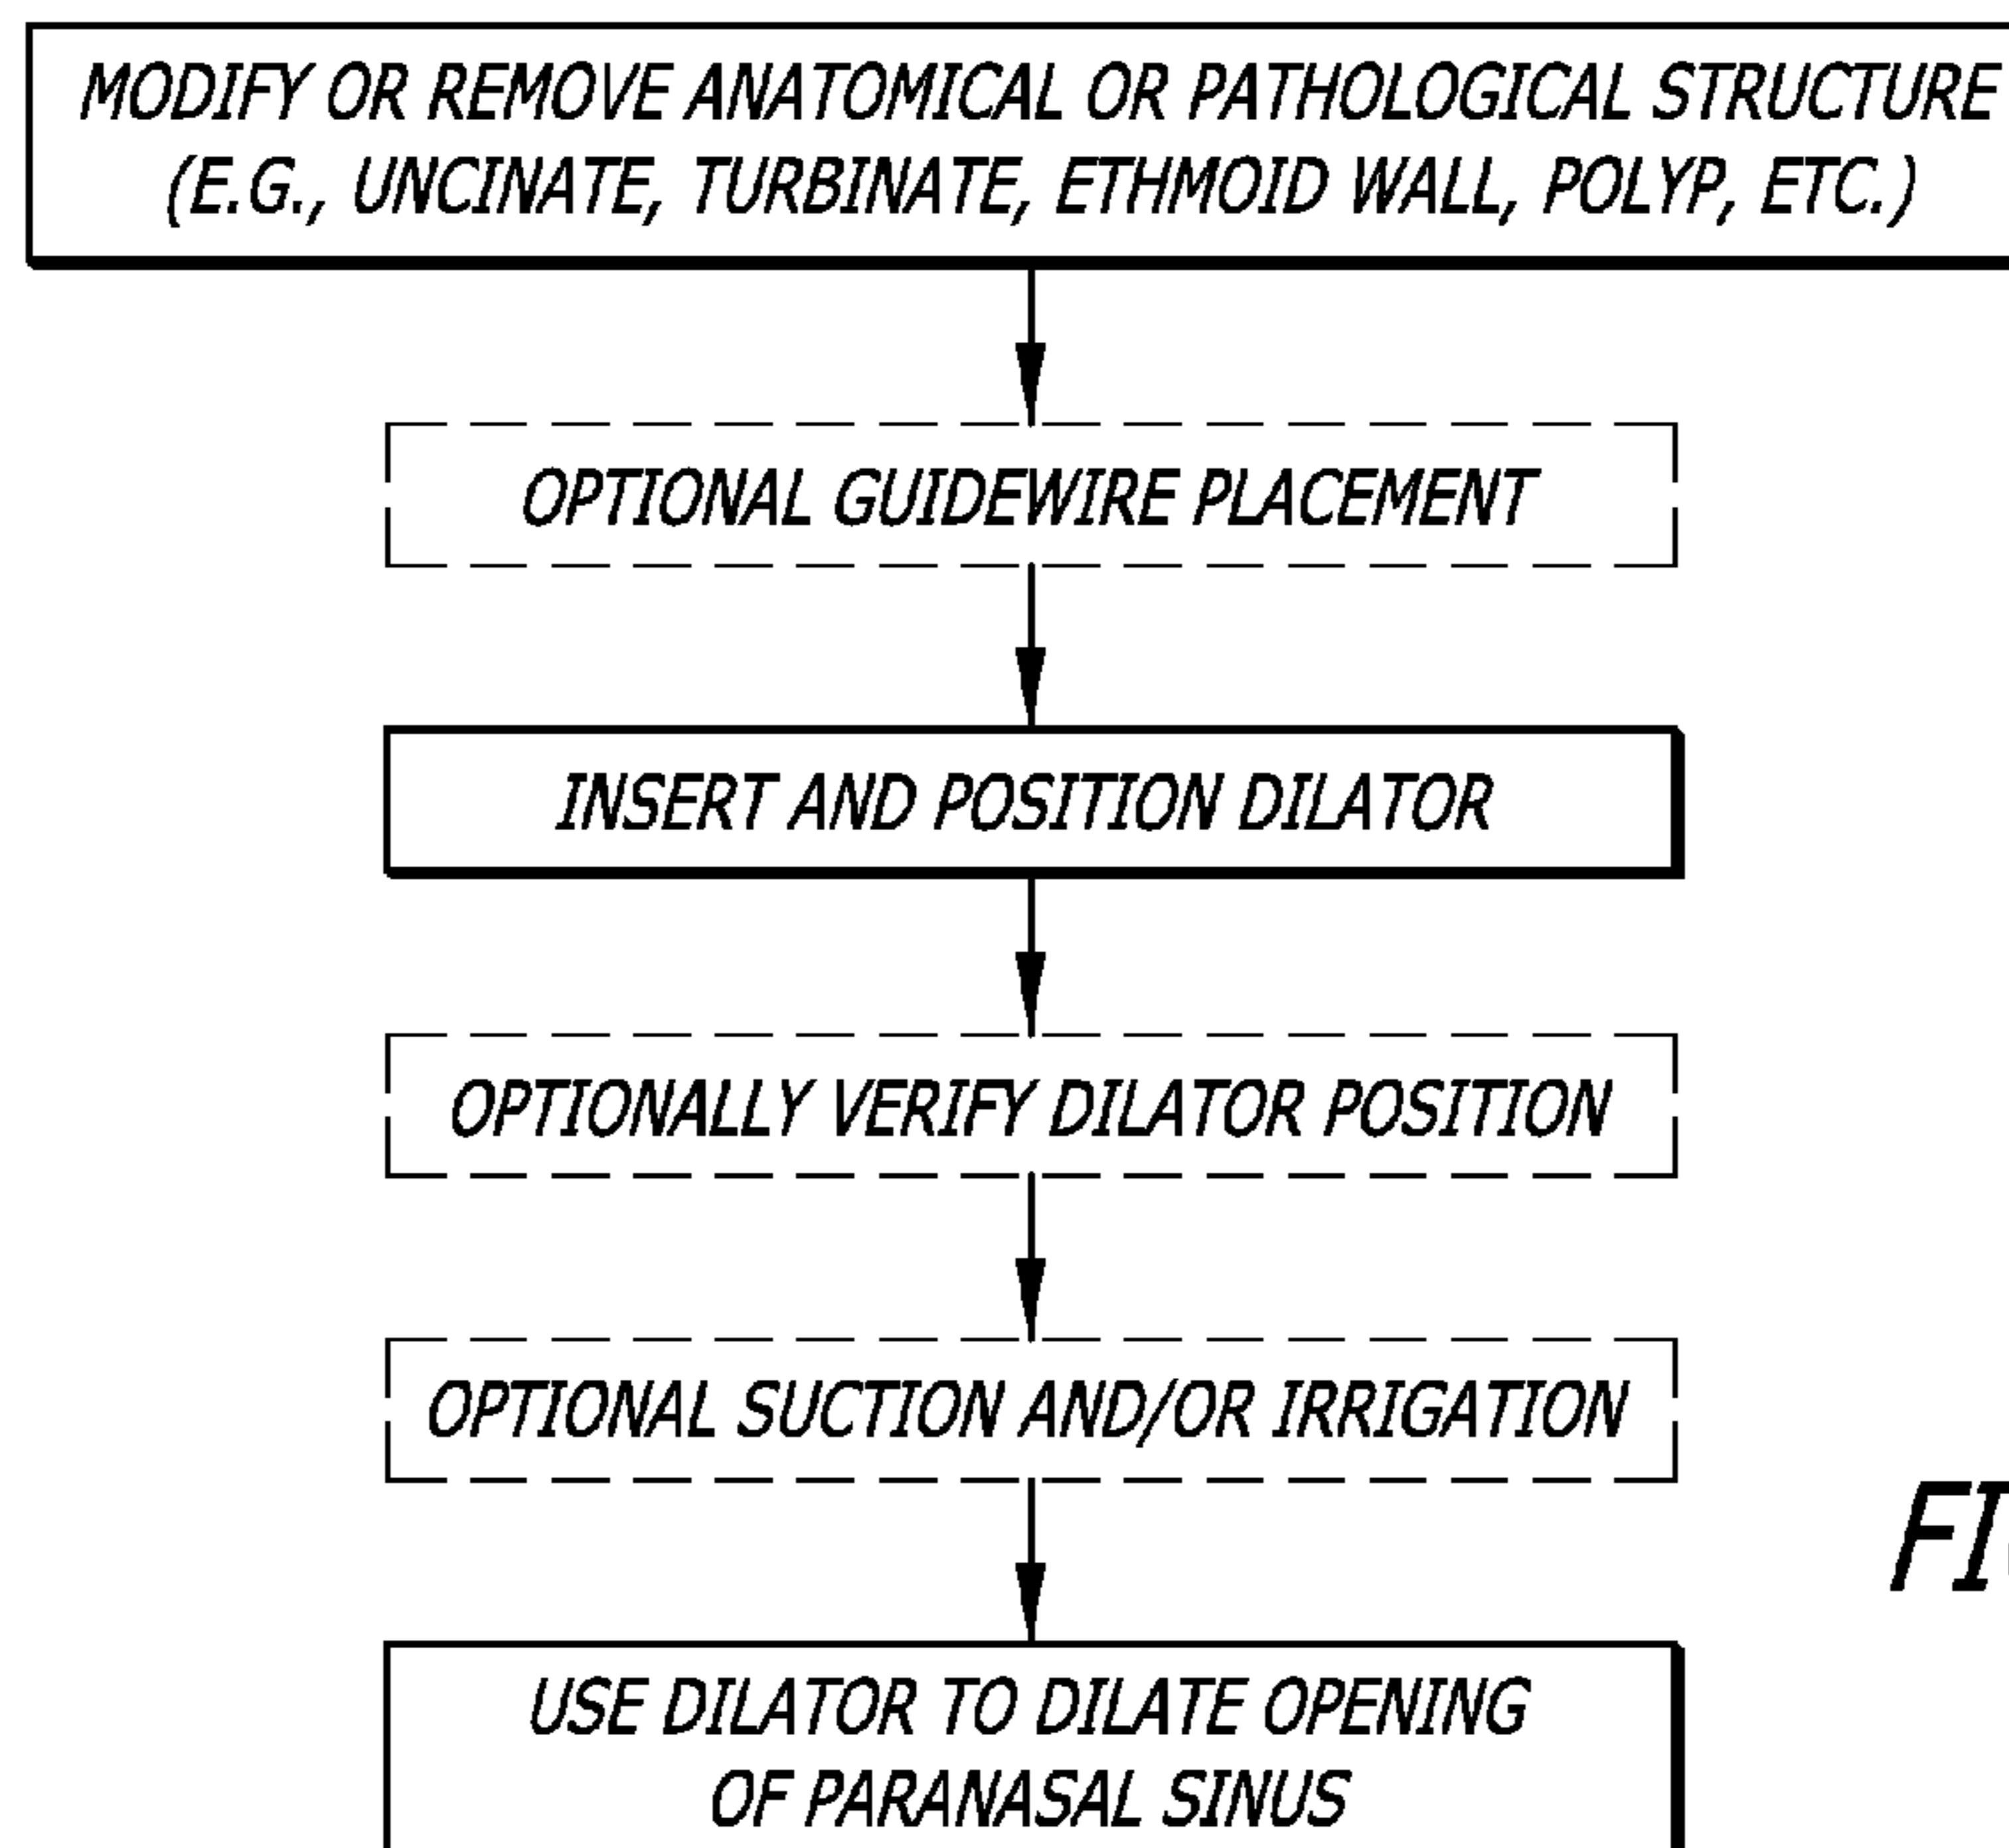 MODIFY OR REMOVE ANATOMICAL OR PATHOLOGICAL STRUCTURE
(E.G., UNCINATE, TURBINATE, ETHMOID WALL, POLYP, ETC.)
OPTIONAL GUIDEWIRE PLACEMENT
INSERT AND POSITION DILATOR
OPTIONALLY VERIFY DILATOR POSITION
OPTIONAL SUCTION AND/OR IRRIGATION
USE DILATOR TO DILATE OPENING
OF PARANASAL SINUS